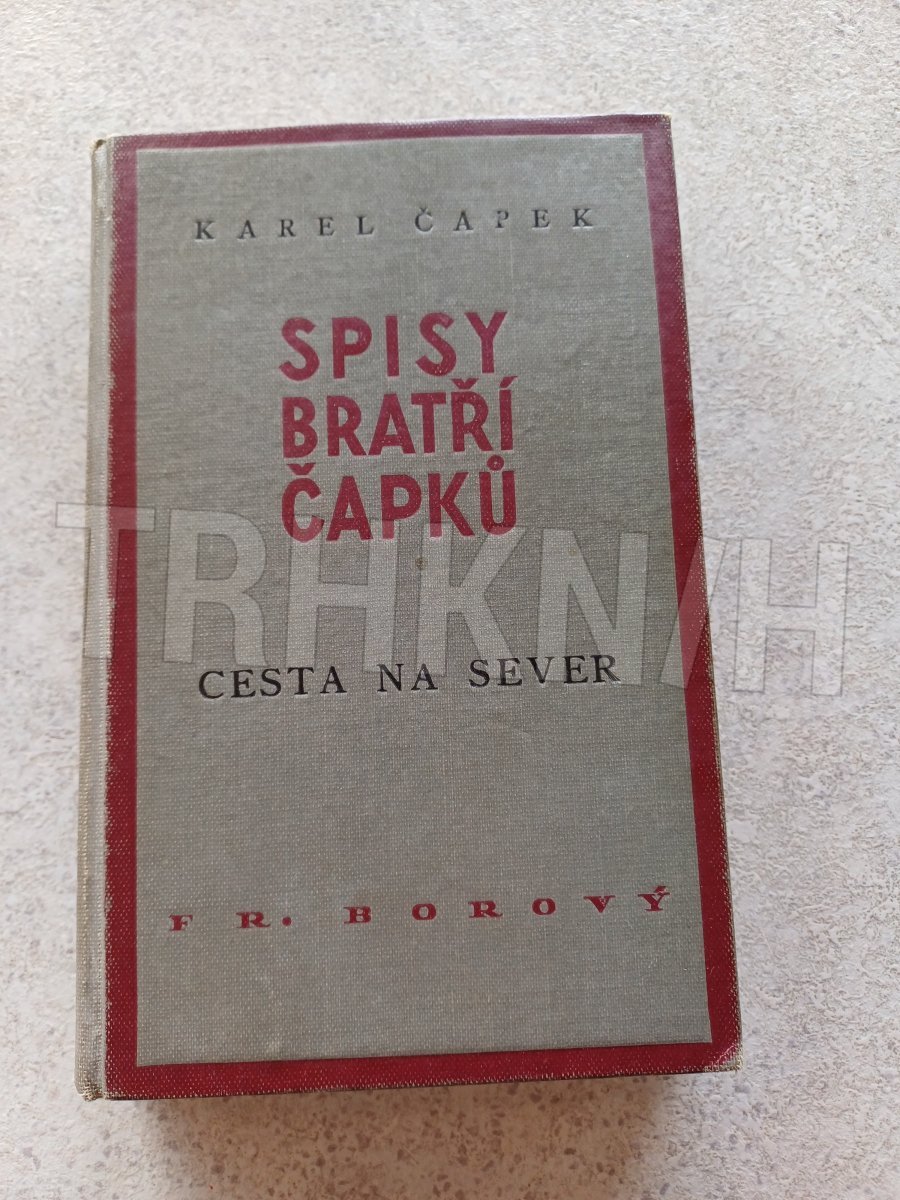 KAREL ČAPEK
SPISY
BRATŘÍ
ČAPKŮ
TRHKNIH
CESTA NA SEVER
FR. BOROVÝ